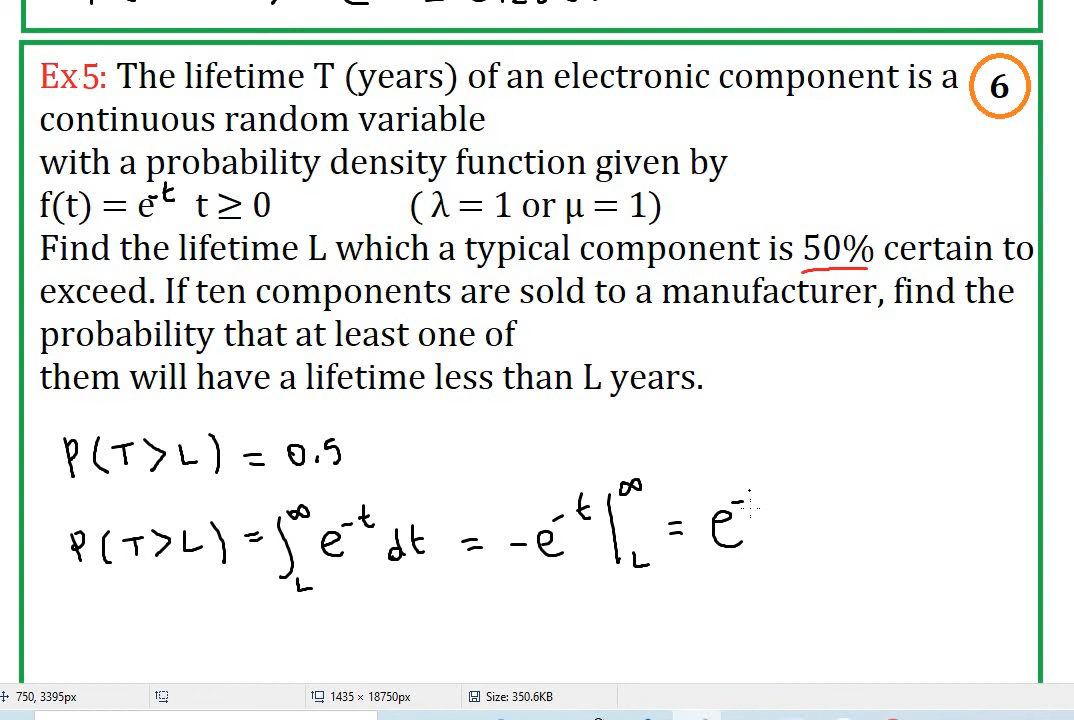 Ex5: The lifetime T (years) of an electronic component is a
6
continuous random variable
with a probability density function given by
f(t) = e^-t t ≥ 0 ( λ = 1 or μ = 1)
Find the lifetime L which a typical component is 50% certain to
exceed. If ten components are sold to a manufacturer, find the
probability that at least one of
them will have a lifetime less than L years.
P(T>L) = 0.5
P(T>L) = ∫_L^∞ e^-t dt = -e^-t |_L^∞ = e^-
750, 3395px 1435 × 18750px Size: 350.6KB